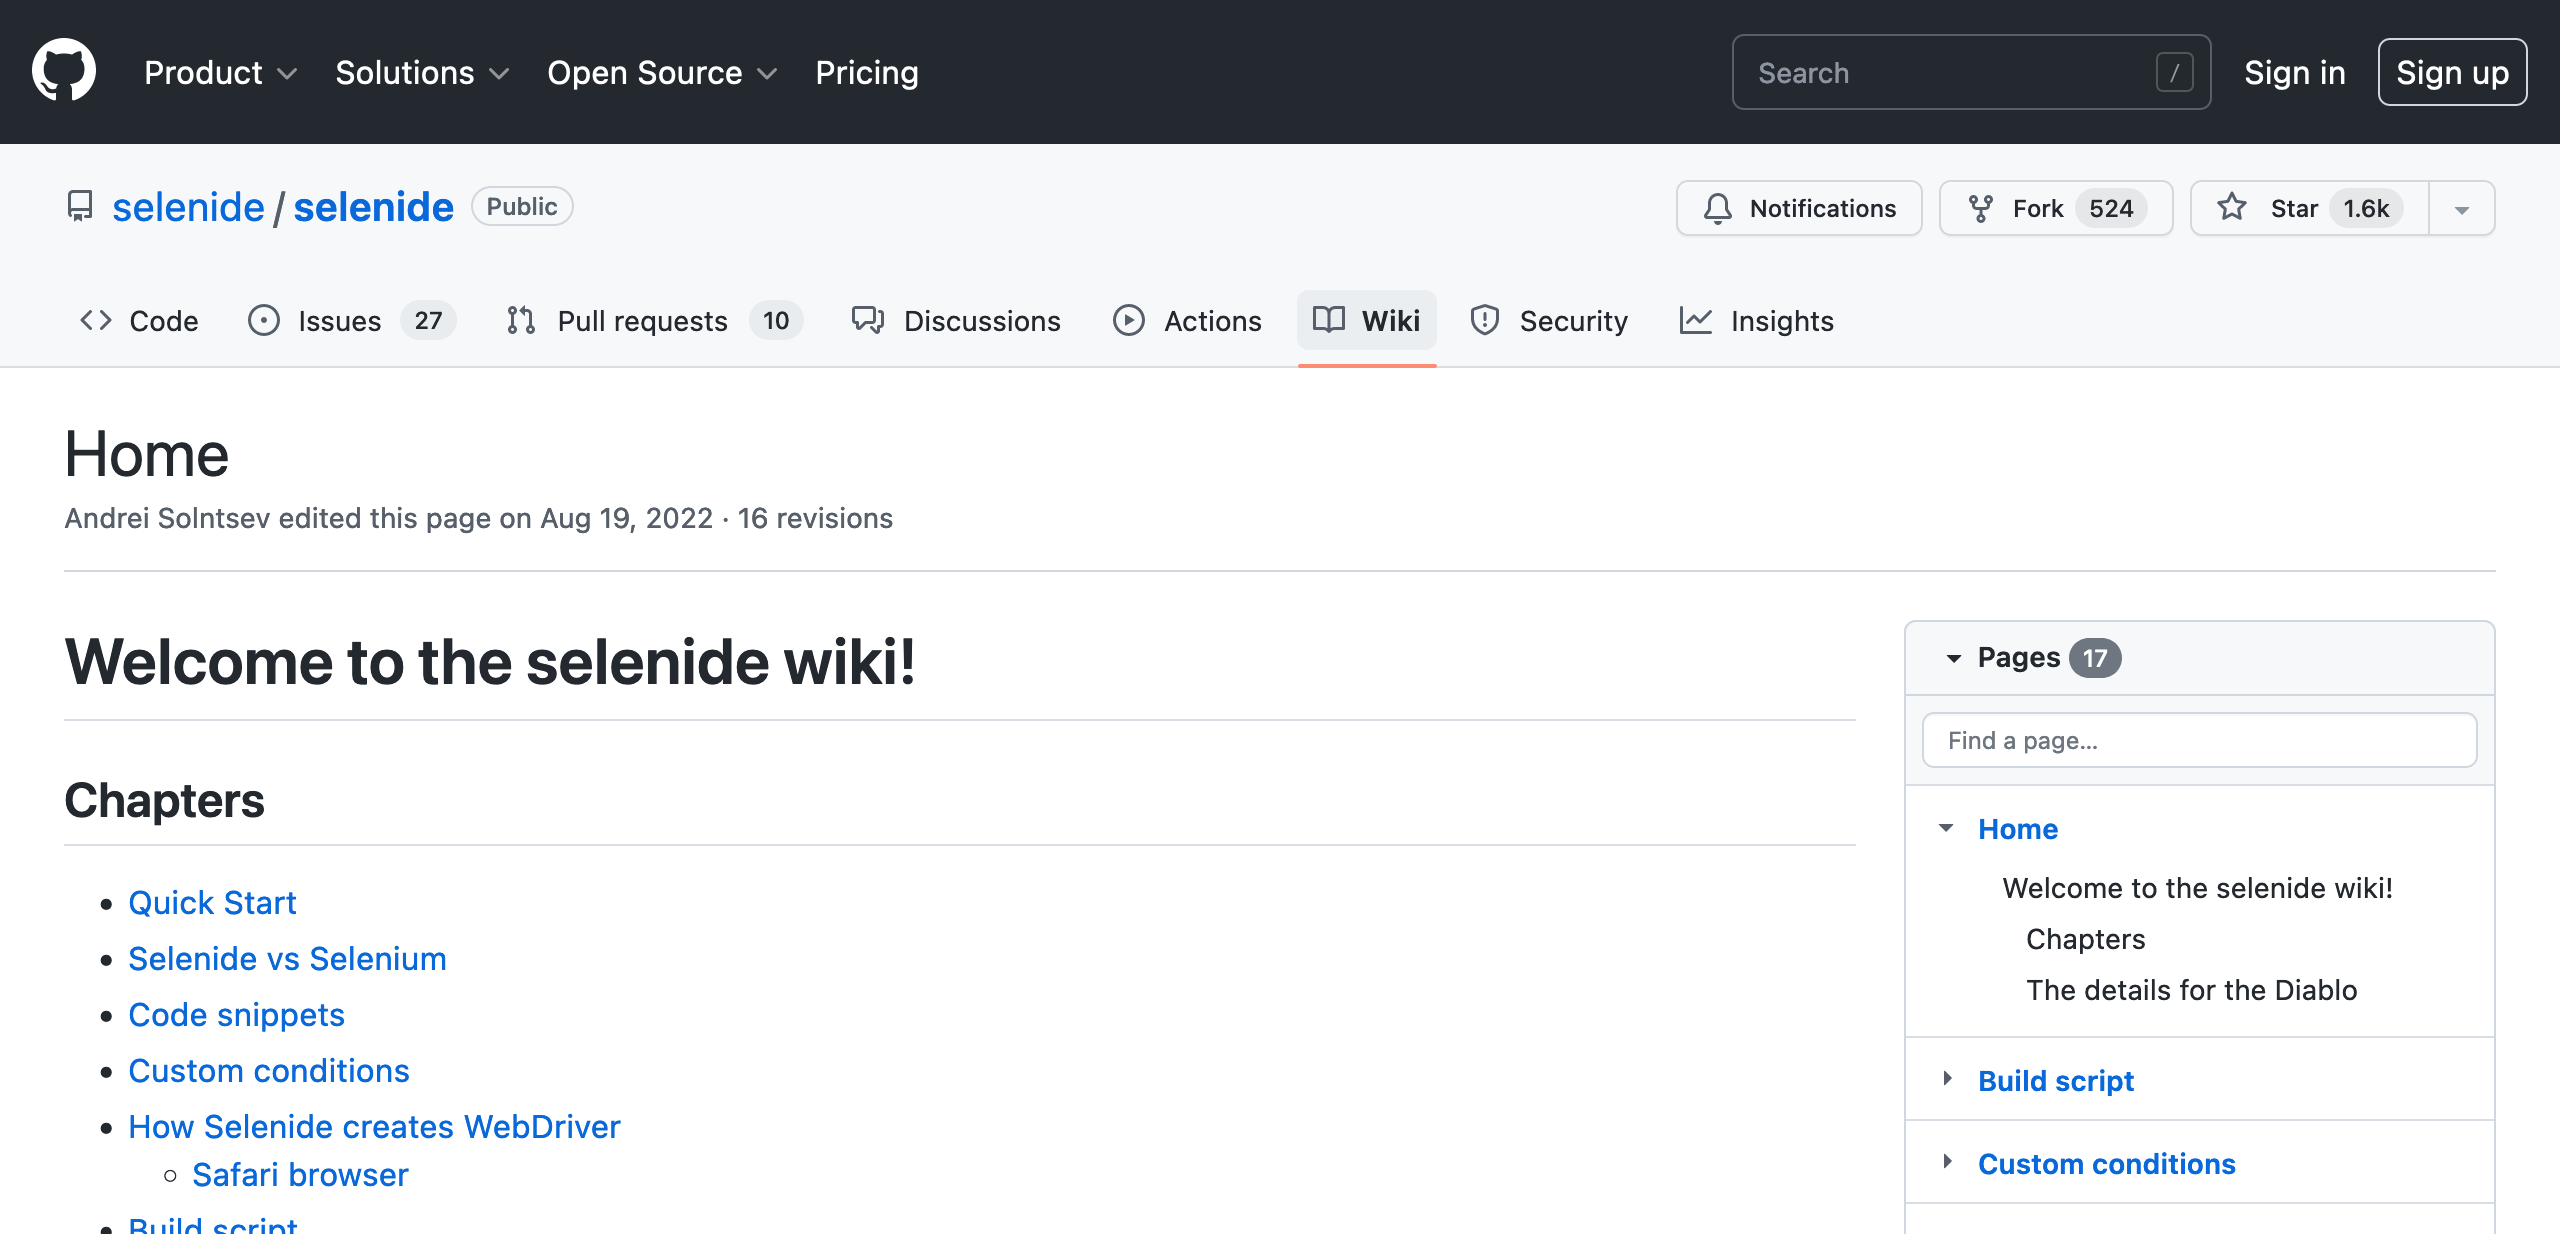 Product Solutions Open Source Pricing Search / Sign in Sign up
selenide / selenide Public Notifications Fork 524 Star 1.6k
Code Issues 27 Pull requests 10 Discussions Actions Wiki Security Insights
Home
Andrei Solntsev edited this page on Aug 19, 2022 · 16 revisions
Welcome to the selenide wiki!
Chapters
Quick Start
Selenide vs Selenium
Code snippets
Custom conditions
How Selenide creates WebDriver
Safari browser
Build script
Pages 17
Find a page...
Home
Welcome to the selenide wiki!
Chapters
The details for the Diablo
Build script
Custom conditions